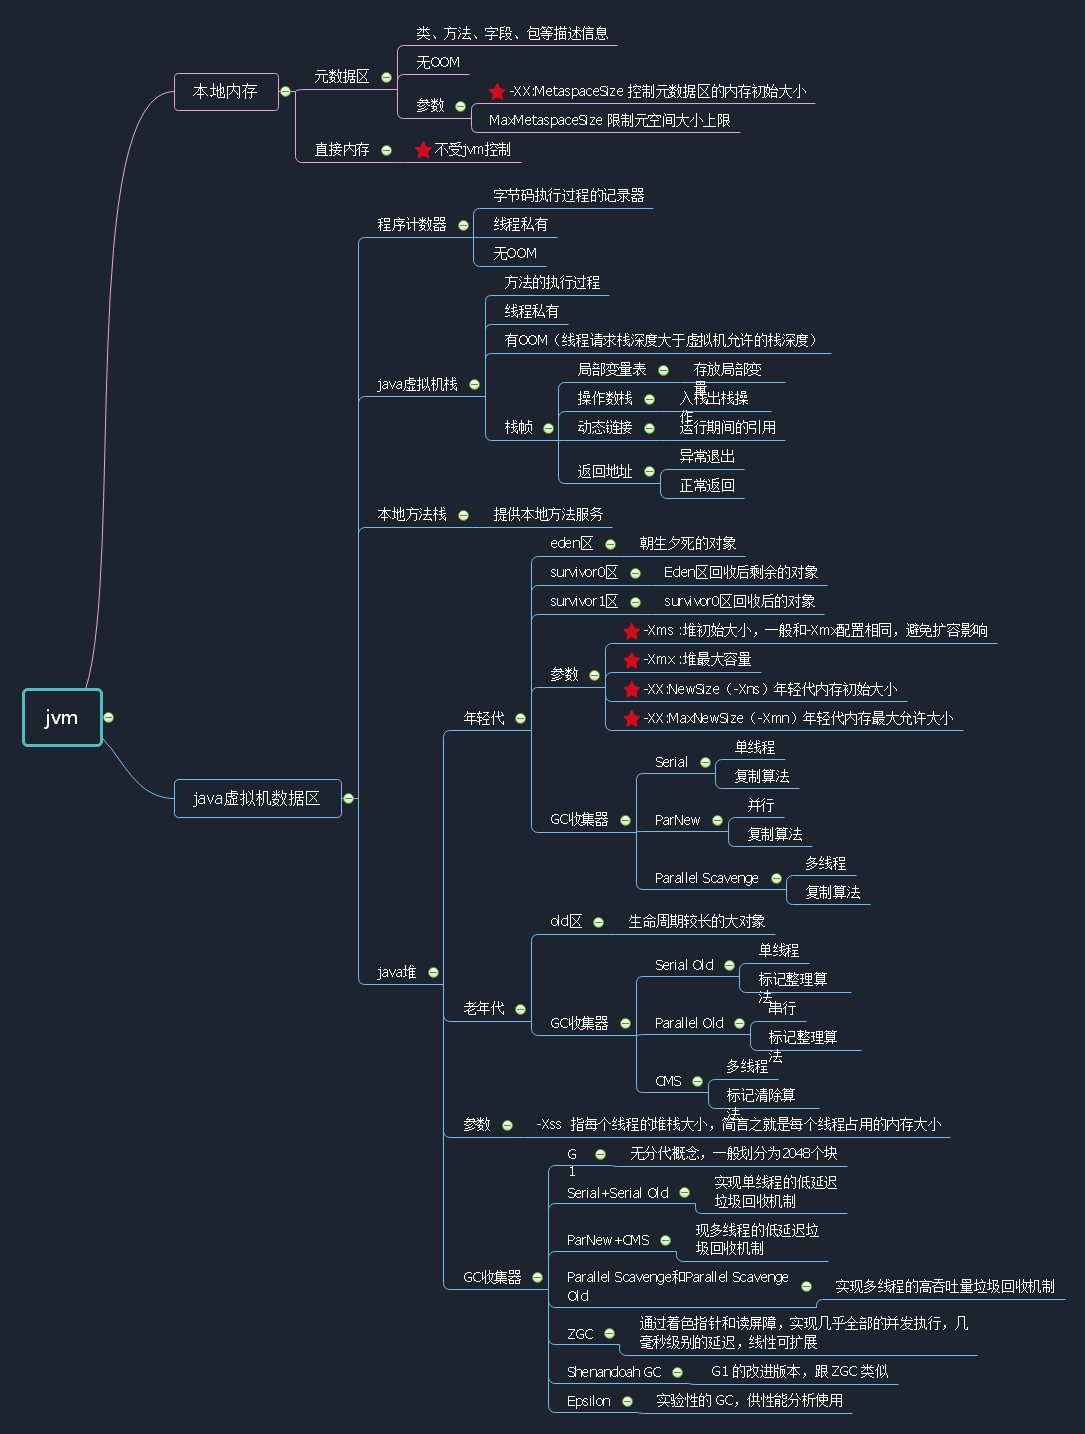 类、方法、字段、包等描述信息
元数据区
无OOM
本地内存
参数
-XX:MetaspaceSize 控制元数据区的内存初始大小
MaxMetaspaceSize 限制元空间大小上限
直接内存
不受jvm控制
程序计数器
字节码执行过程的记录器
线程私有
无OOM
java虚拟机栈
方法的执行过程
线程私有
有OOM（线程请求栈深度大于虚拟机允许的栈深度）
栈帧
局部变量表
存放局部变
量
操作数栈
入栈出栈操
作
动态链接
运行期间的引用
返回地址
异常退出
正常返回
本地方法栈
提供本地方法服务
jvm
java虚拟机数据区
java堆
年轻代
eden区
朝生夕死的对象
survivor0区
Eden区回收后剩余的对象
survivor1区
survivor0区回收后的对象
参数
-Xms :堆初始大小，一般和-Xmx配置相同，避免扩容影响
-Xmx :堆最大容量
-XX:NewSize（-Xns）年轻代内存初始大小
-XX:MaxNewSize（-Xmn）年轻代内存最大允许大小
GC收集器
Serial
单线程
复制算法
ParNew
并行
复制算法
Parallel Scavenge
多线程
复制算法
老年代
old区
生命周期较长的大对象
GC收集器
Serial Old
单线程
标记整理算
法
Parallel Old
串行
标记整理算
法
CMS
多线程
标记清除算
法
参数
-Xss 指每个线程的堆栈大小，简言之就是每个线程占用的内存大小
GC收集器
G
1
无分代概念，一般划分为2048个块
Serial+Serial Old
实现单线程的低延迟
垃圾回收机制
ParNew +CMS
现多线程的低延迟垃
圾回收机制
Parallel Scavenge和Parallel Scavenge
Old
实现多线程的高吞吐量垃圾回收机制
ZGC
通过着色指针和读屏障，实现几乎全部的并发执行，几
毫秒级别的延迟，线性可扩展
Shenandoah GC
G1 的改进版本，跟 ZGC 类似
Epsilon
实验性的 GC，供性能分析使用